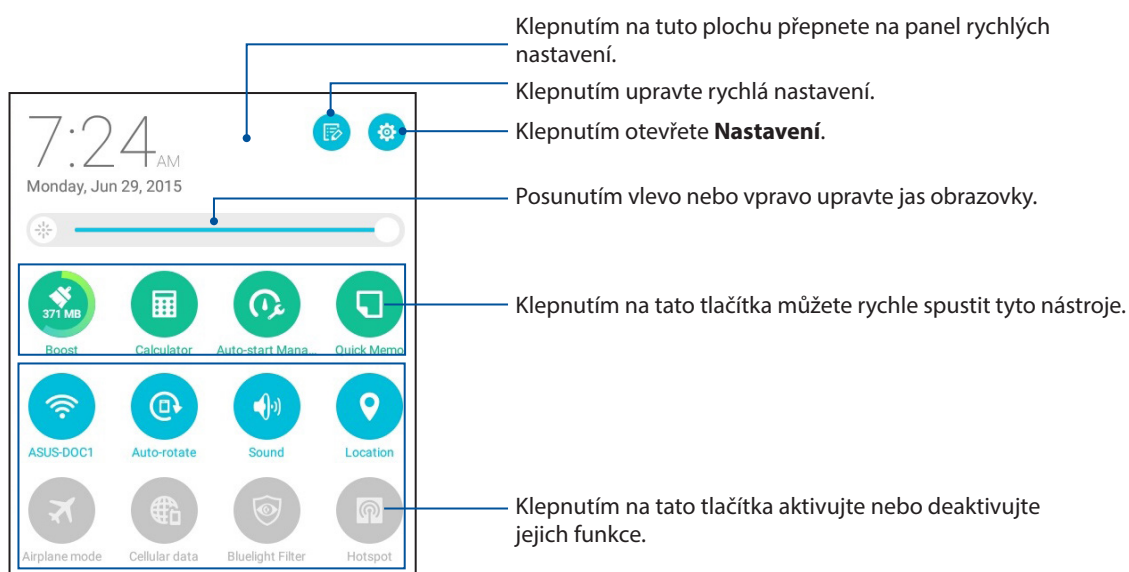 Klepnutím na tuto plochu přepnete na panel rychlých
nastavení.
Klepnutím upravte rychlá nastavení.
Klepnutím otevřete Nastavení.
7:24 AM
Monday, Jun 29, 2015
Posunutím vlevo nebo vpravo upravte jas obrazovky.
371 MB
Klepnutím na tato tlačítka můžete rychle spustit tyto nástroje.
Boost Calculator Auto-start Mana... Quick Memo
ASUS-DOC1 Auto-rotate Sound Location
Klepnutím na tato tlačítka aktivujte nebo deaktivujte
jejich funkce.
Airplane mode Cellular data Bluelight Filter Hotspot